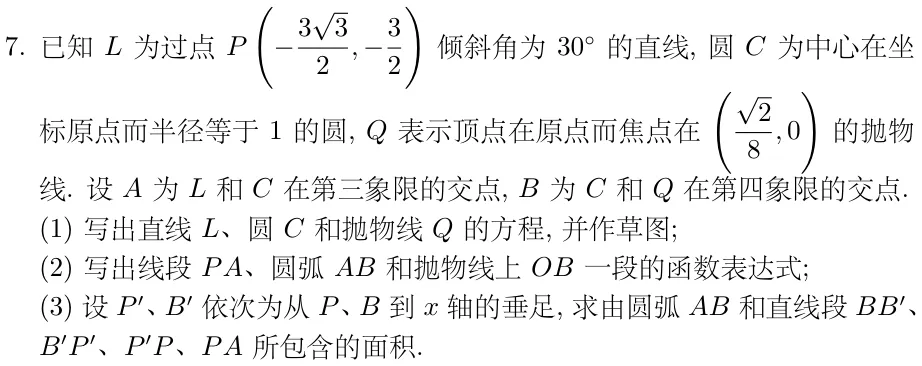 7. 已知 L 为过点 P(-3√3/2, -3/2) 倾斜角为 30° 的直线, 圆 C 为中心在坐
标原点而半径等于 1 的圆, Q 表示顶点在原点而焦点在 (√2/8, 0) 的抛物
线. 设 A 为 L 和 C 在第三象限的交点, B 为 C 和 Q 在第四象限的交点.
(1) 写出直线 L、圆 C 和抛物线 Q 的方程, 并作草图;
(2) 写出线段 PA、圆弧 AB 和抛物线上 OB 一段的函数表达式;
(3) 设 P′、B′ 依次为从 P、B 到 x 轴的垂足, 求由圆弧 AB 和直线段 BB′、
B′P′、P′P、PA 所包含的面积.